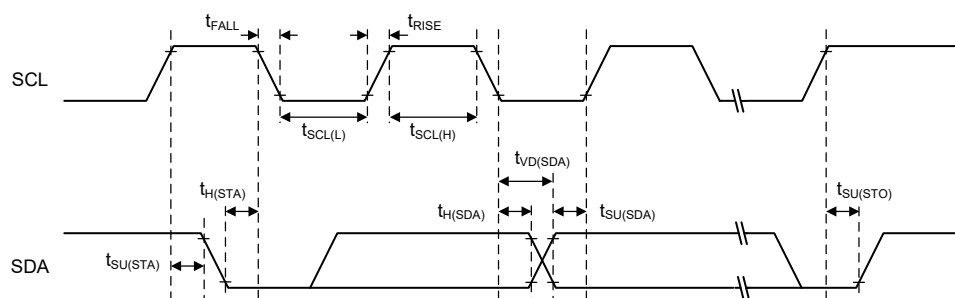 tFALL
tRISE
SCL
tSCL(L)
tSCL(H)
tVD(SDA)
tH(STA)
tH(SDA)
tSU(SDA)
tSU(STO)
tSU(STA)
SDA